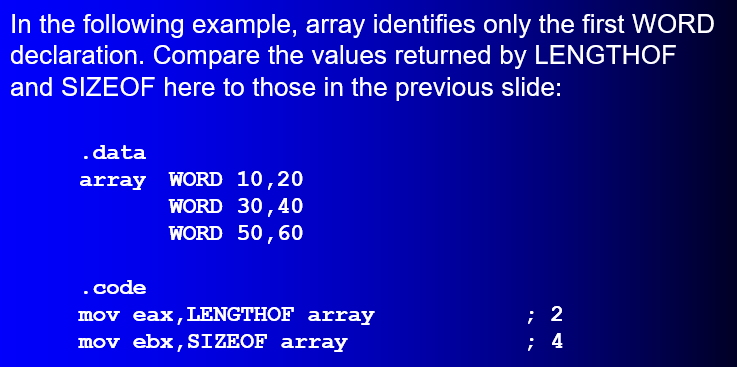 In the following example, array identifies only the first WORD
declaration. Compare the values returned by LENGTHOF
and SIZEOF here to those in the previous slide:
.data
array WORD 10,20
WORD 30,40
WORD 50,60
.code
mov eax,LENGTHOF array ; 2
mov ebx,SIZEOF array ; 4